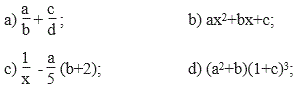 a) a/b + c/d; b) ax²+bx+c;
c) 1/x - a/5 (b+2); d) (a²+b)(1+c)³;